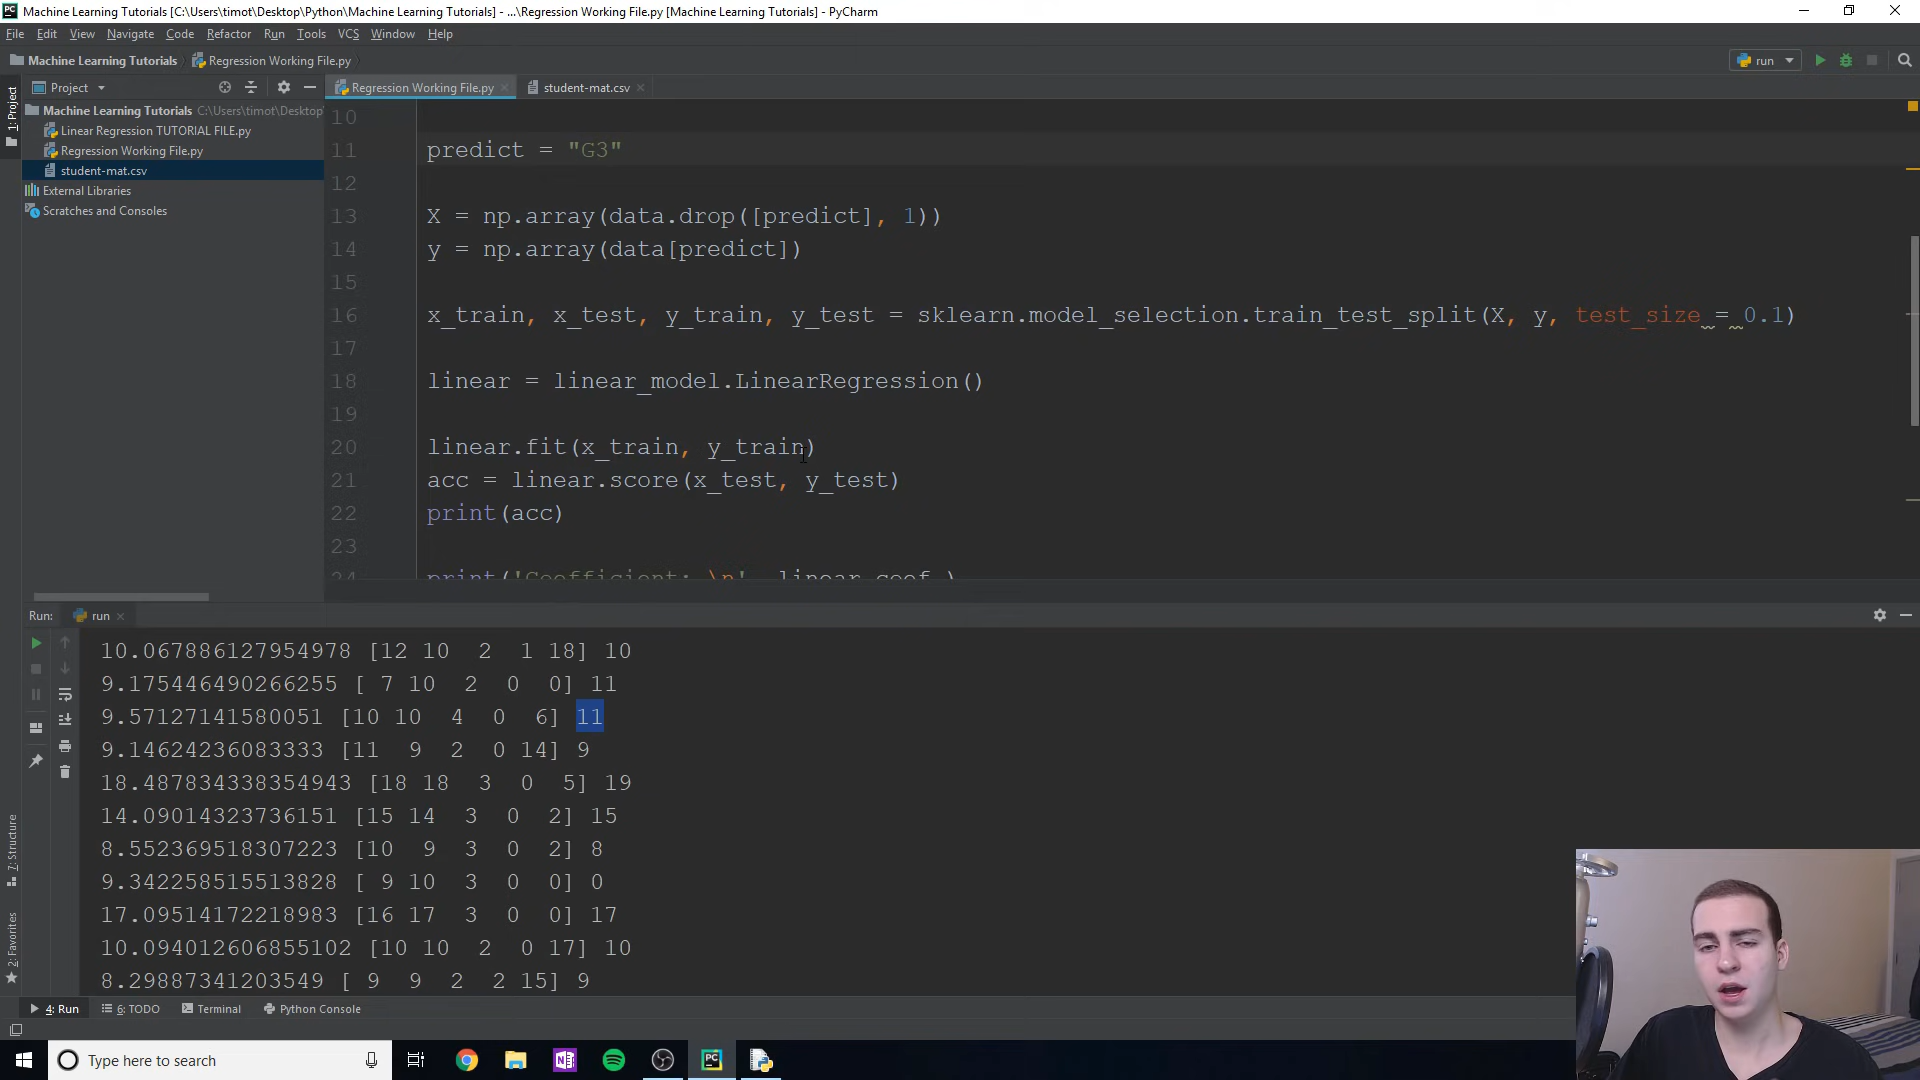 Machine Learning Tutorials [C:\Users\timot\Desktop\Python\Machine Learning Tutorials] - ...\Regression Working File.py [Machine Learning Tutorials] - PyCharm
File Edit View Navigate Code Refactor Run Tools VCS Window Help
Machine Learning Tutorials Regression Working File.py run
1: Project
Project
Regression Working File.py student-mat.csv
Machine Learning Tutorials C:\Users\timot\Desktop
Linear Regression TUTORIAL FILE.py
Regression Working File.py
student-mat.csv
External Libraries
Scratches and Consoles
10
11 predict = "G3"
12
13 X = np.array(data.drop([predict], 1))
14 y = np.array(data[predict])
15
16 x_train, x_test, y_train, y_test = sklearn.model_selection.train_test_split(X, y, test_size = 0.1)
17
18 linear = linear_model.LinearRegression()
19
20 linear.fit(x_train, y_train)
21 acc = linear.score(x_test, y_test)
22 print(acc)
23
24 print('Coefficient: \n', linear.coef_)
Run: run
10.067886127954978 [12 10 2 1 18] 10
9.175446490266255 [ 7 10 2 0 0] 11
9.57127141580051 [10 10 4 0 6] 11
9.14624236083333 [11 9 2 0 14] 9
18.487834338354943 [18 18 3 0 5] 19
14.09014323736151 [15 14 3 0 2] 15
8.552369518307223 [10 9 3 0 2] 8
9.342258515513828 [ 9 10 3 0 0] 0
17.09514172218983 [16 17 3 0 0] 17
10.094012606855102 [10 10 2 0 17] 10
8.29887341203549 [ 9 9 2 2 15] 9
7: Structure
2: Favorites
4: Run 6: TODO Terminal Python Console
Type here to search